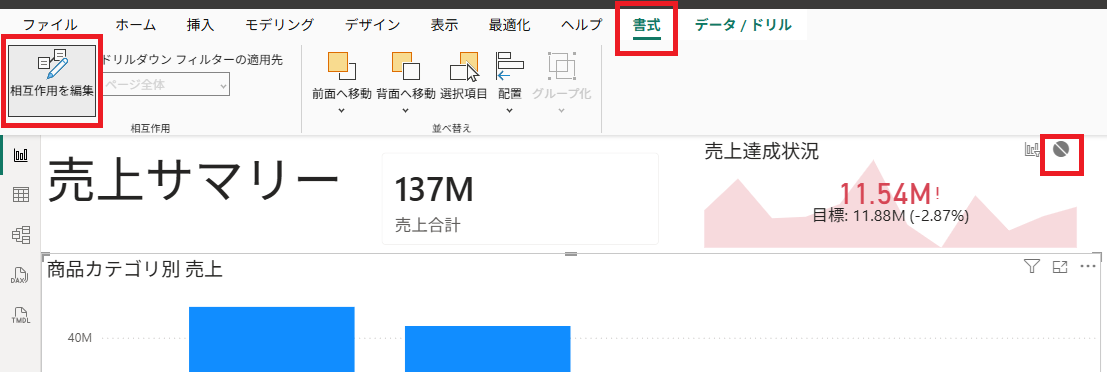 ファイル ホーム 挿入 モデリング デザイン 表示 最適化 ヘルプ 書式 データ / ドリル
相互作用を編集
ドリルダウン フィルターの適用先
ページ全体
相互作用
前面へ移動 背面へ移動 選択項目 配置 グループ化
並べ替え
売上サマリー
137M
売上合計
売上達成状況
11.54M!
目標: 11.88M (-2.87%)
DAX
TMDL
商品カテゴリ別 売上
40M